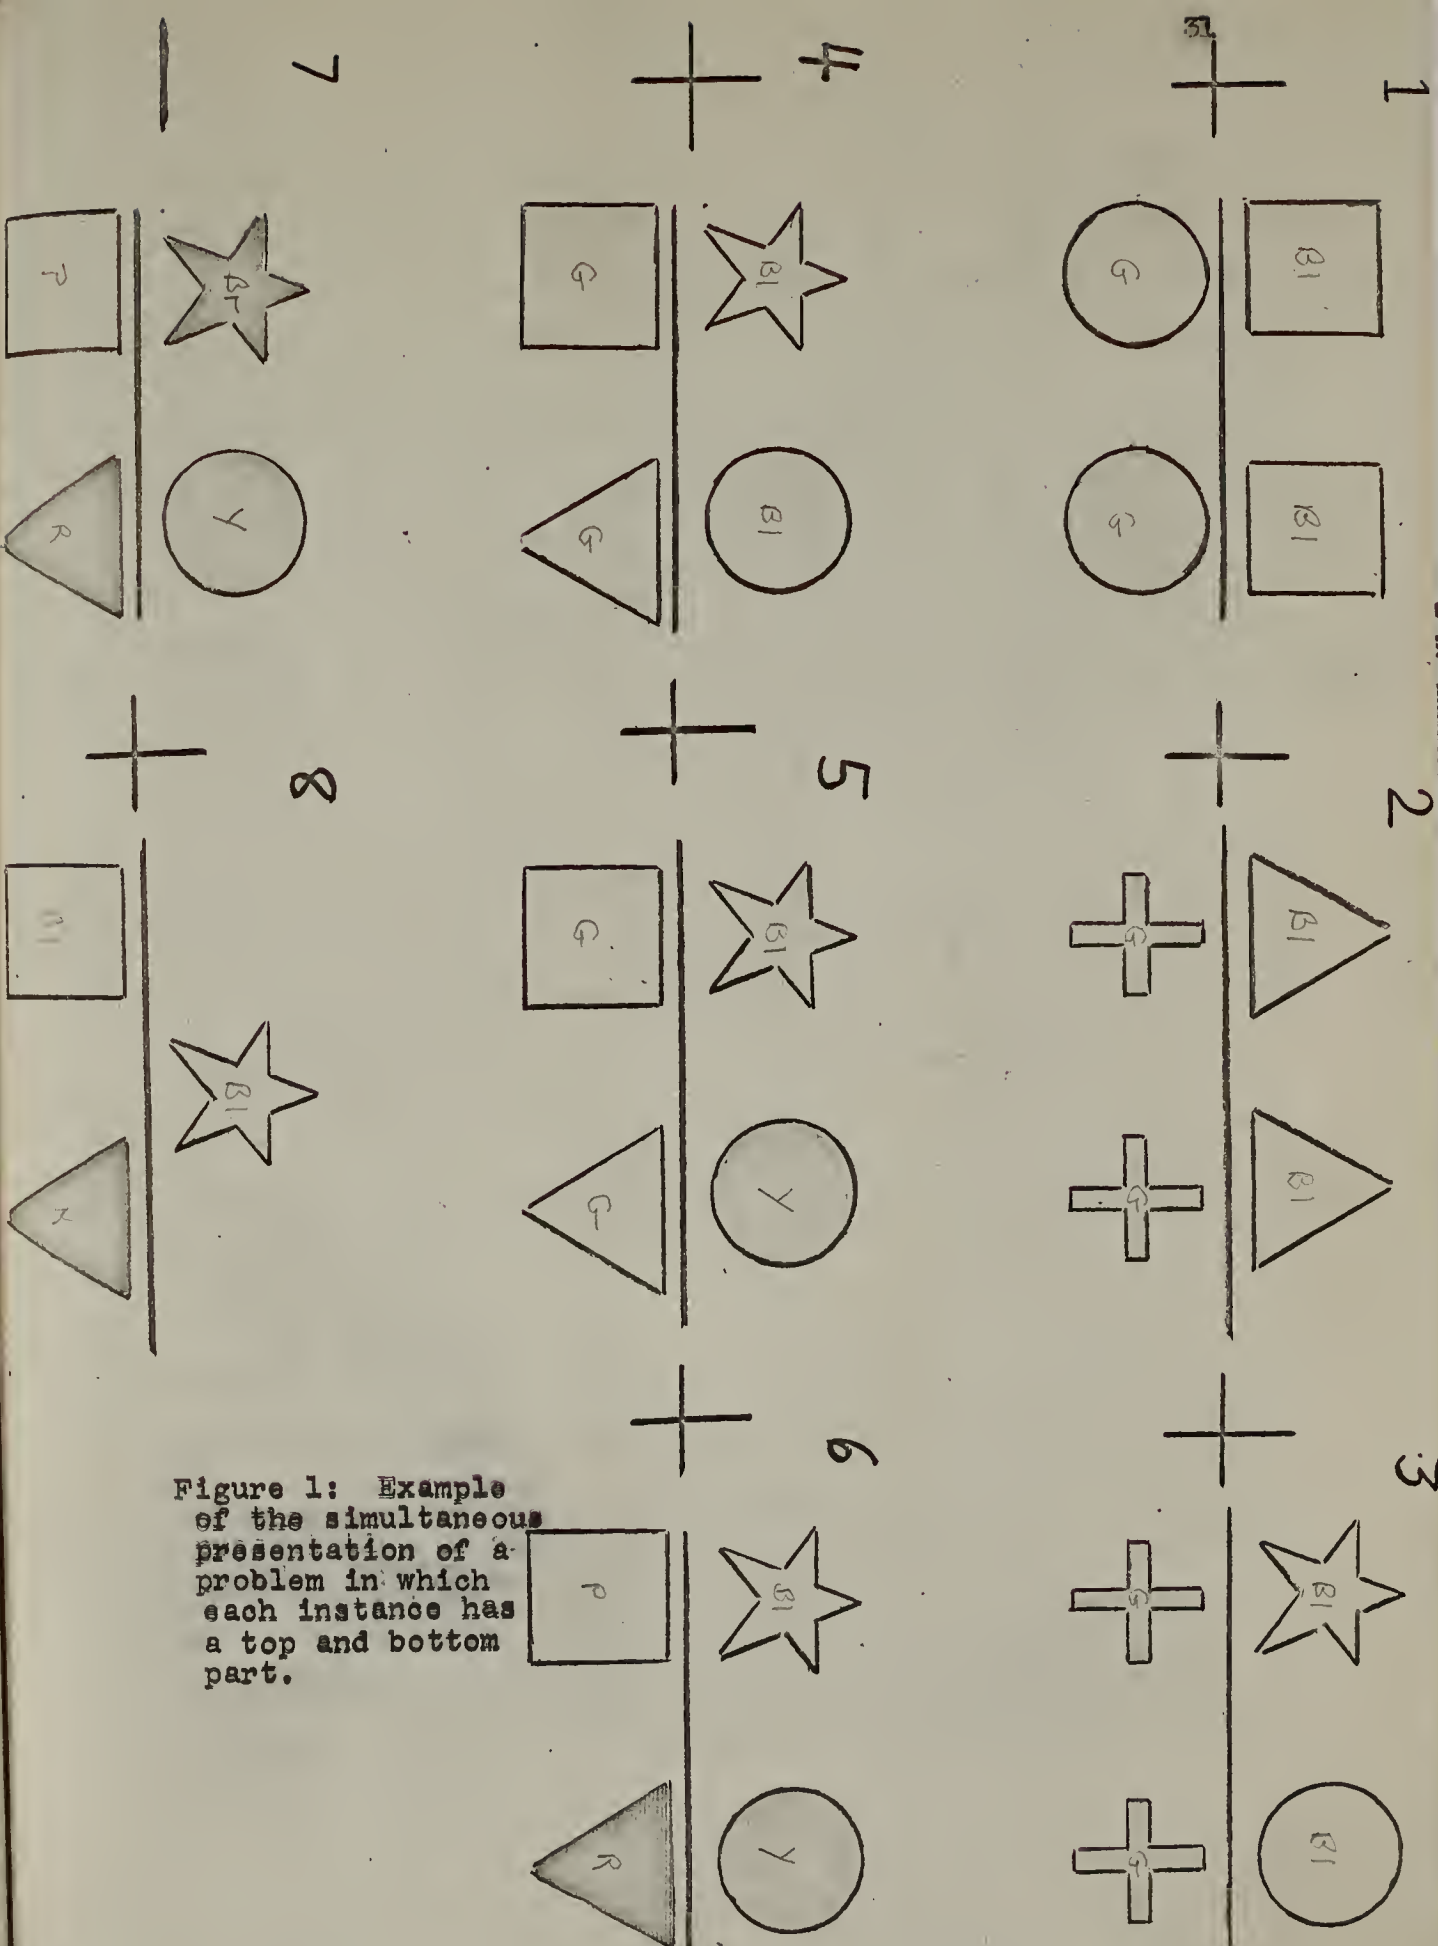 31
1
Bl Bl
G G
2
Bl Bl
G G
3
Bl Bl
G G
4
Bl Bl
G G
5
Bl Y
G G
6
Bl Y
P R
7
Br Y
P R
8
Bl
Bl R
Figure 1: Example
of the simultaneous
presentation of a
problem in which
each instance has
a top and bottom
part.